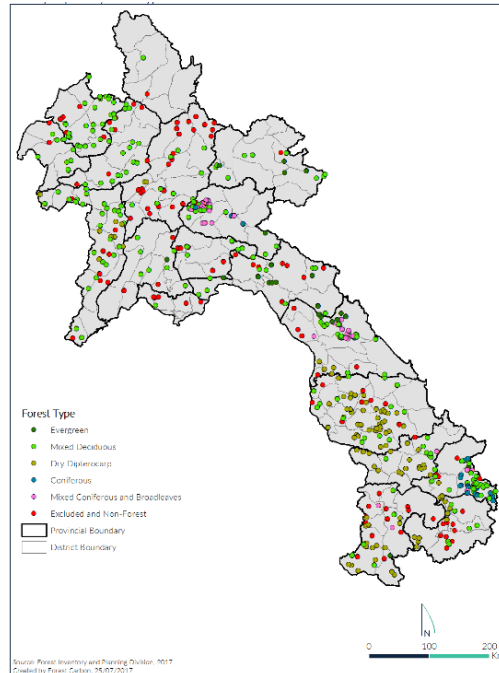 Forest Type
Evergreen
Mixed Deciduous
Dry Dipterocarp
Coniferous
Mixed Coniferous and Broadleaves
Excluded and Non-Forest
Provincial Boundary
District Boundary
N
0 100 200
Km
Source: Forest Inventory and Planning Division, 2017
Created by Forest Carbon, 25/07/2017